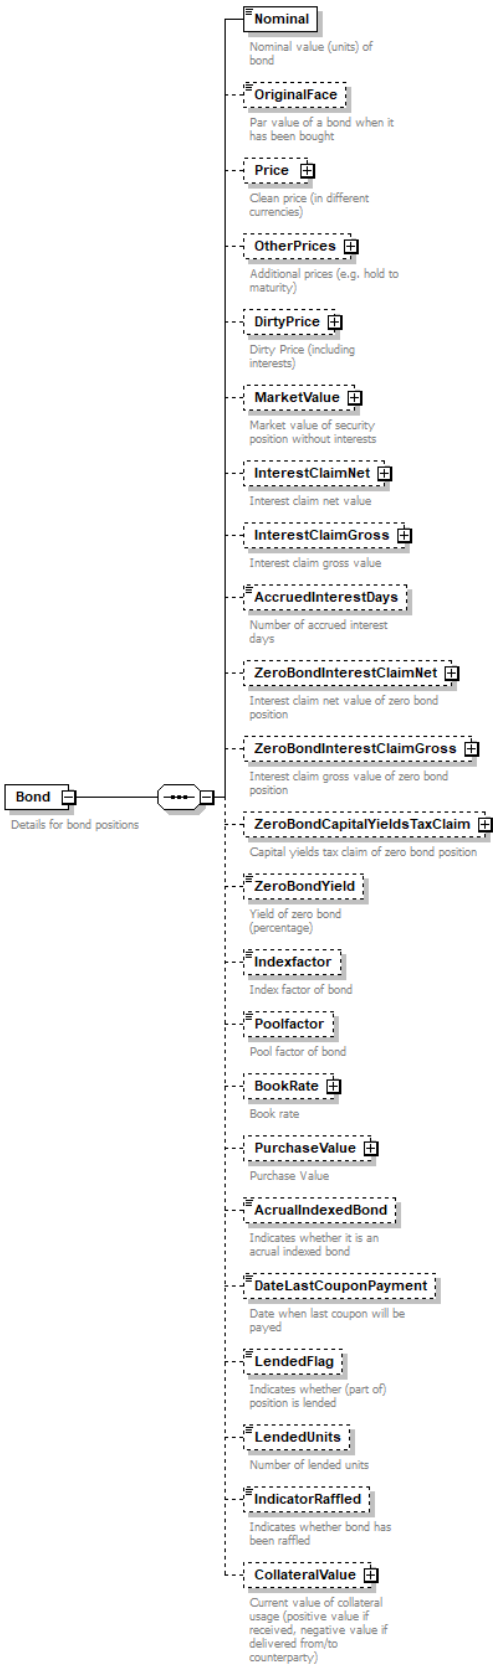 Nominal
Nominal value (units) of
bond
OriginalFace
Par value of a bond when it
has been bought
Price
Clean price (in different
currencies)
OtherPrices
Additional prices (e.g. hold to
maturity)
DirtyPrice
Dirty Price (including
interests)
MarketValue
Market value of security
position without interests
InterestClaimNet
Interest claim net value
InterestClaimGross
Interest claim gross value
AccruedInterestDays
Number of accrued interest
days
ZeroBondInterestClaimNet
Interest claim net value of zero bond
position
ZeroBondInterestClaimGross
Interest claim gross value of zero bond
position
Bond
Details for bond positions
ZeroBondCapitalYieldsTaxClaim
Capital yields tax claim of zero bond position
ZeroBondYield
Yield of zero bond
(percentage)
Indexfactor
Index factor of bond
Poolfactor
Pool factor of bond
BookRate
Book rate
PurchaseValue
Purchase Value
AcrualIndexedBond
Indicates whether it is an
acrual indexed bond
DateLastCouponPayment
Date when last coupon will be
payed
LendedFlag
Indicates whether (part of)
position is lended
LendedUnits
Number of lended units
IndicatorRaffled
Indicates whether bond has
been raffled
CollateralValue
Current value of collateral
usage (positive value if
received, negative value if
delivered from/to
counterparty)